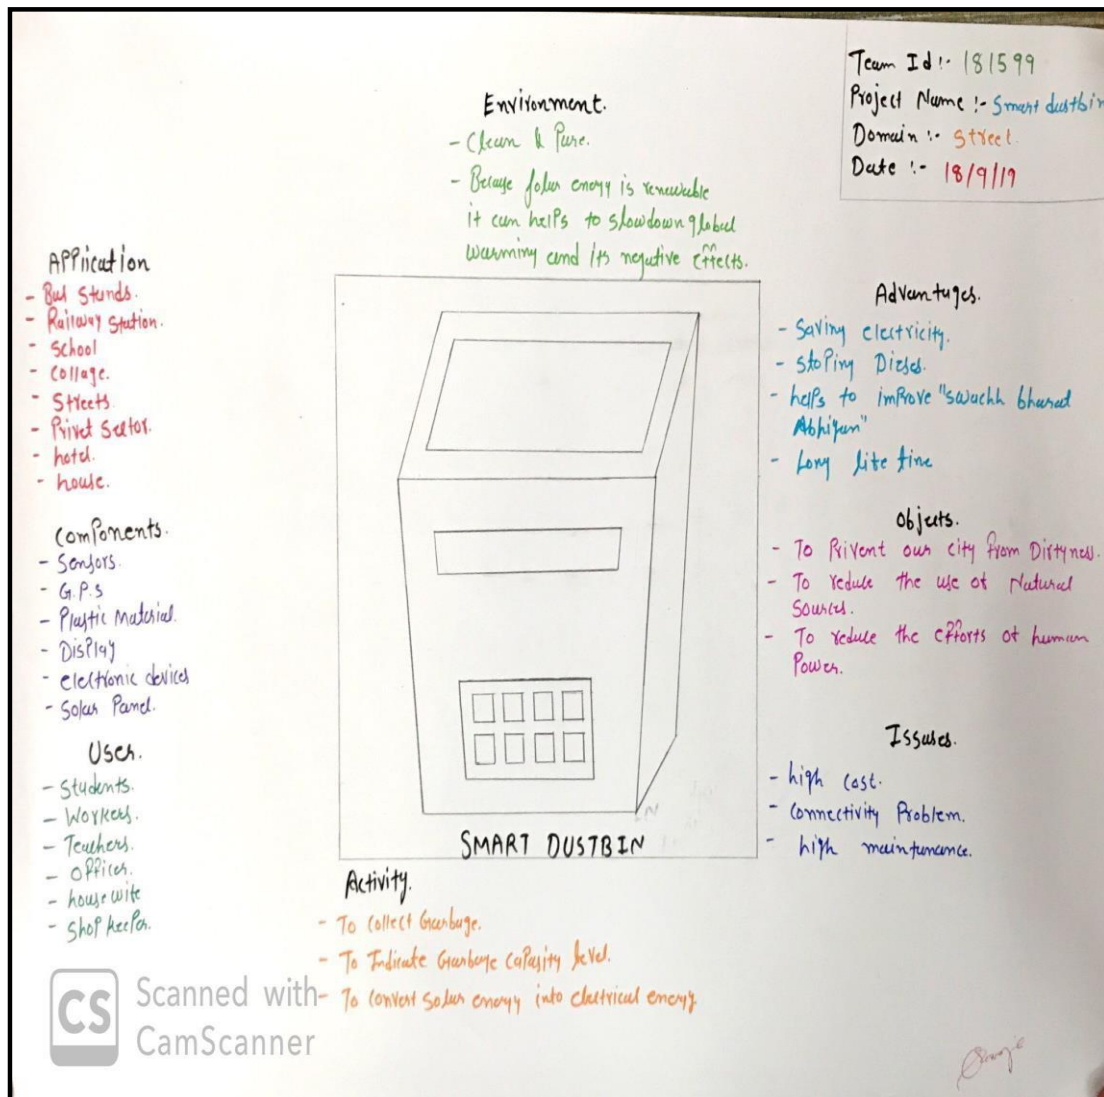 Team Id :- 181599
Project Name :- Smart dustbin
Domain :- Street
Date :- 18/9/19
Environment.
- Clean & Pure.
- Becaue solar energy is renewable
it can helps to slowdown global
warming and its negative effects.
Application
- Bus Stands.
- Railway Station.
- School
- Collage.
- Streets.
- Privet Sector.
- hotel.
- house.
Components.
- Sensors.
- G.P.S
- Plastic Material.
- Display
- electronic devices
- Solar Panel.
User.
- Students.
- Workers.
- Teachers.
- Officer.
- housewife
- Shop keeper.
SMART DUSTBIN
Activity.
- To Collect Garbage.
- To Indicate Garbage Capasity level.
- To convert Solar energy into electrical energy.
Advantages.
- Saving electricity.
- Stoping Dieses.
- helps to improve "swachh bharad
Abhiyan"
- Long life time
Objects.
- To Privent our city from Dirtyness.
- To reduce the use of Natural
Sources.
- To reduce the efforts of human
Power.
Issues.
- high cost.
- Connectivity Problem.
- high maintenance.
CS Scanned with
CamScanner